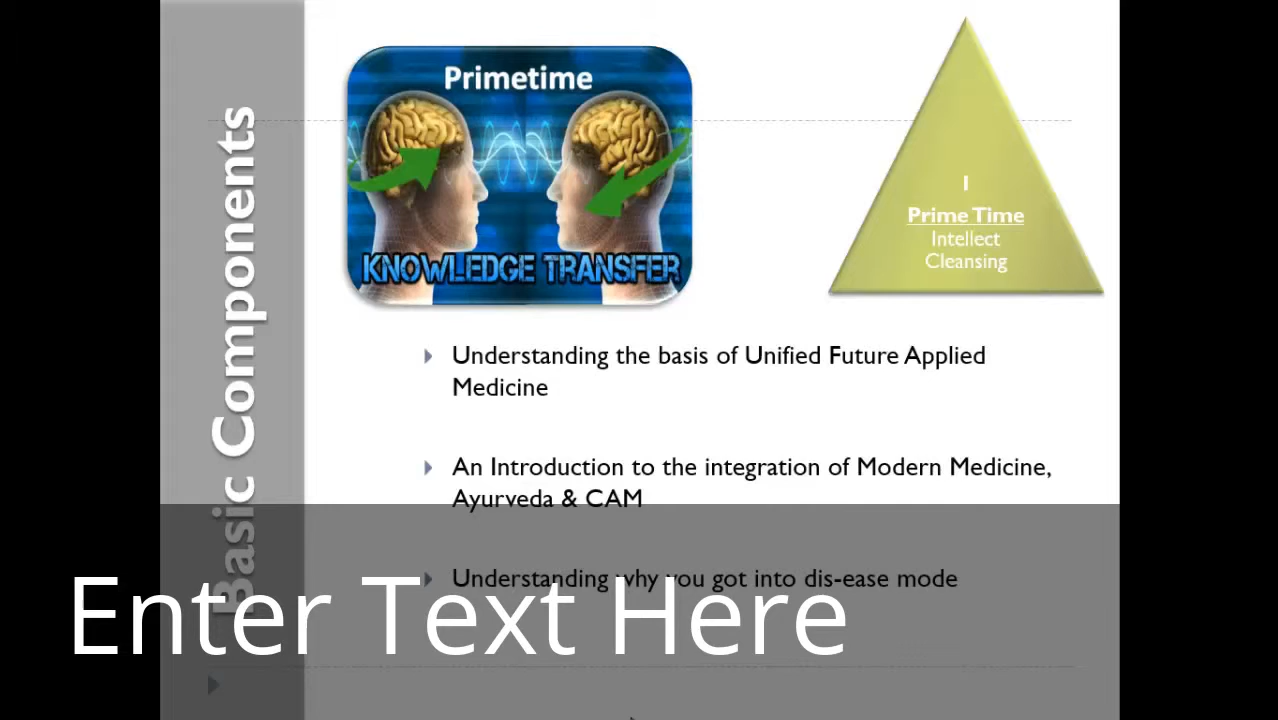 Basic Components
Primetime
KNOWLEDGE TRANSFER
I
Prime Time
Intellect
Cleansing
Understanding the basis of Unified Future Applied
Medicine
An Introduction to the integration of Modern Medicine,
Ayurveda & CAM
Understanding why you got into dis-ease mode
Enter Text Here